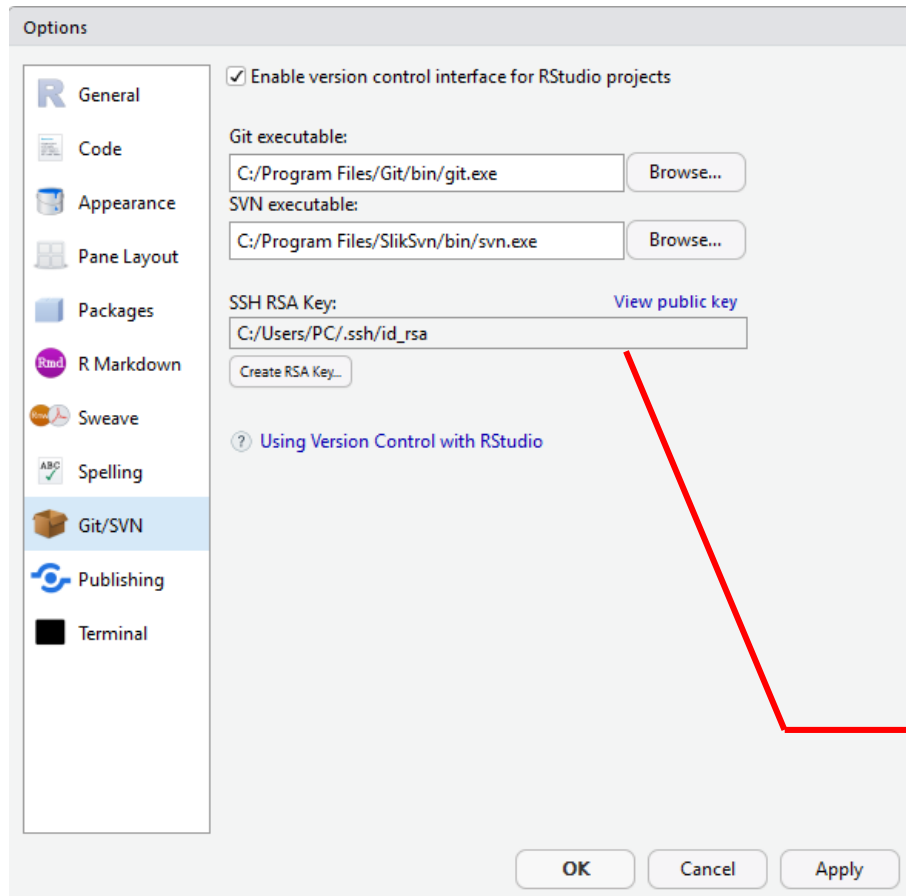 Options
General
Code
Appearance
Pane Layout
Packages
Rmd R Markdown
Rnw Sweave
ABC Spelling
Git/SVN
Publishing
Terminal
Enable version control interface for RStudio projects
Git executable:
C:/Program Files/Git/bin/git.exe Browse...
SVN executable:
C:/Program Files/SlikSvn/bin/svn.exe Browse...
SSH RSA Key: View public key
C:/Users/PC/.ssh/id_rsa
Create RSA Key...
? Using Version Control with RStudio
OK Cancel Apply